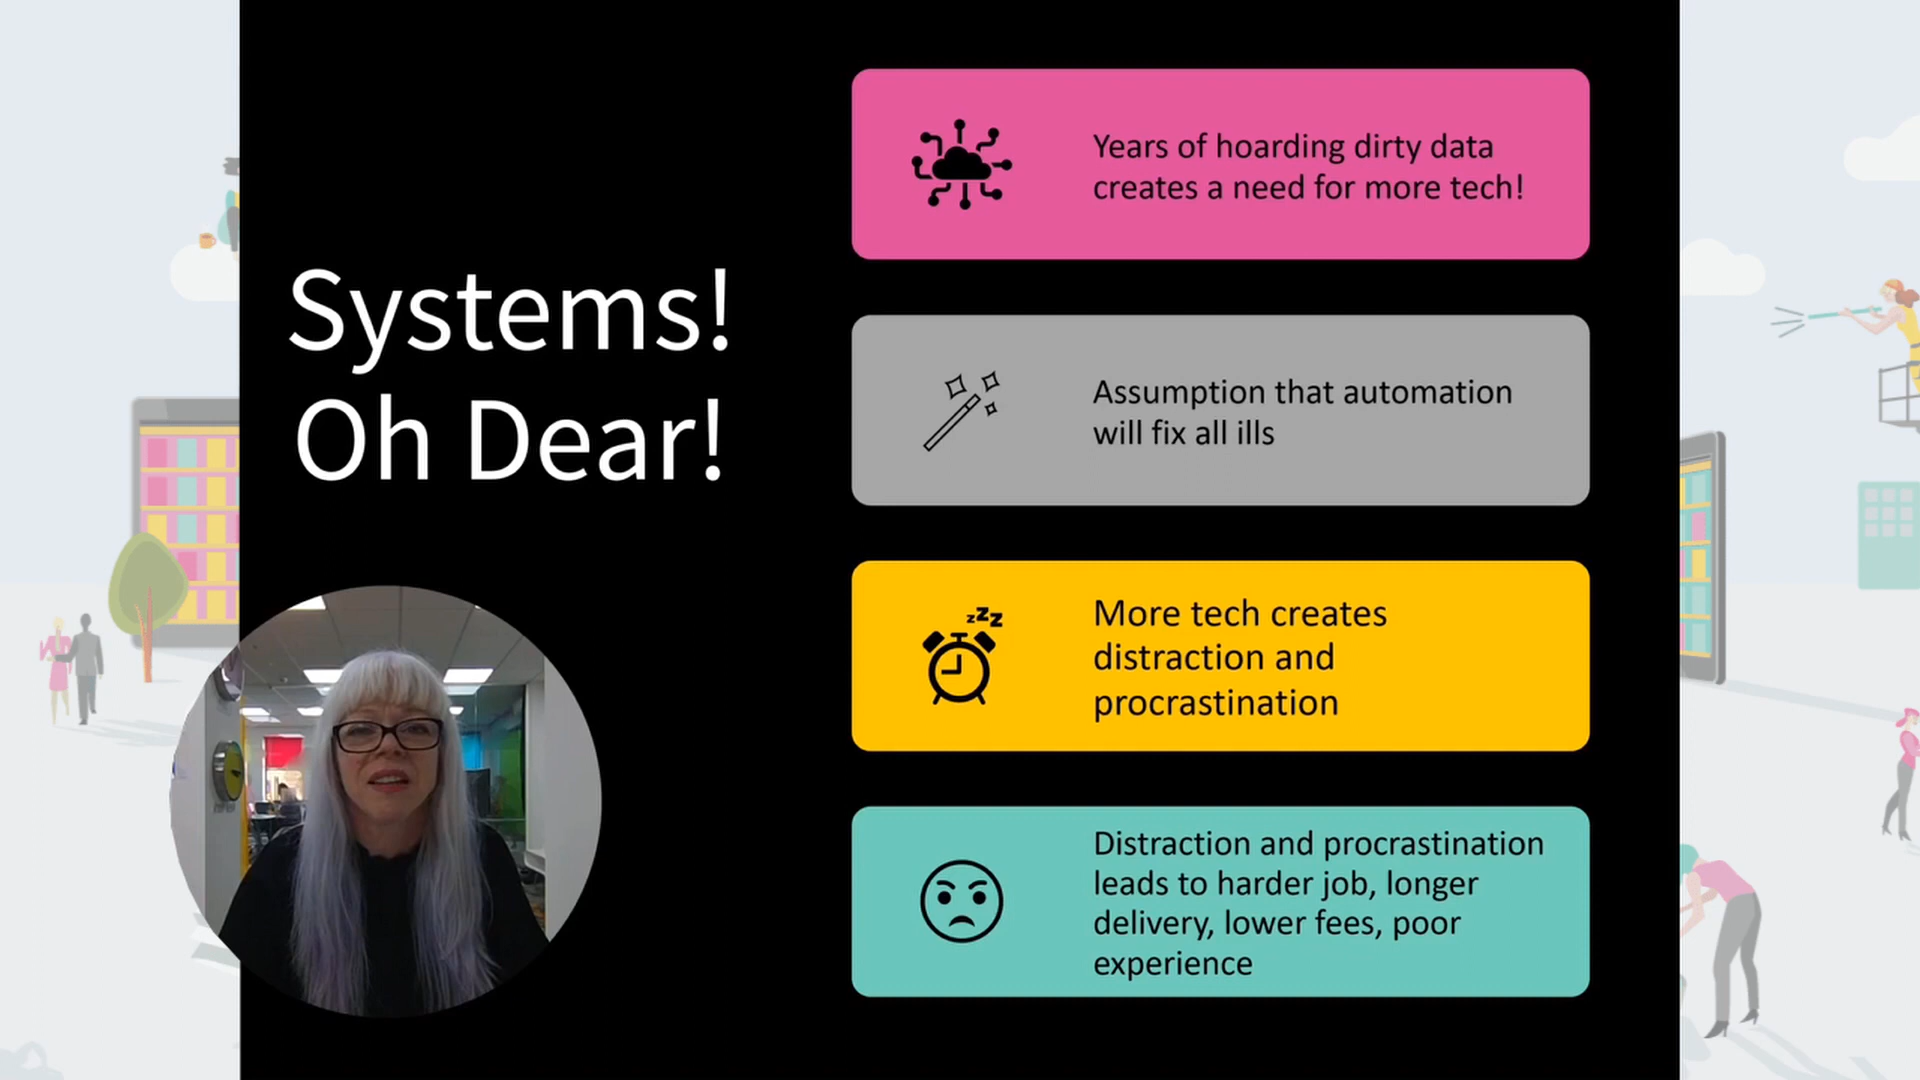 Systems!
Oh Dear!
Years of hoarding dirty data
creates a need for more tech!
Assumption that automation
will fix all ills
zzz
More tech creates
distraction and
procrastination
Distraction and procrastination
leads to harder job, longer
delivery, lower fees, poor
experience